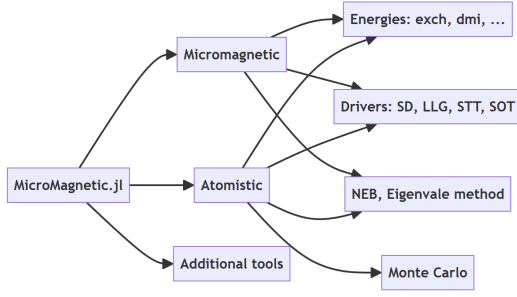 Energies: exch, dmi, ...
Micromagnetic
Drivers: SD, LLG, STT, SOT
MicroMagnetic.jl
Atomistic
NEB, Eigenvale method
Additional tools
Monte Carlo